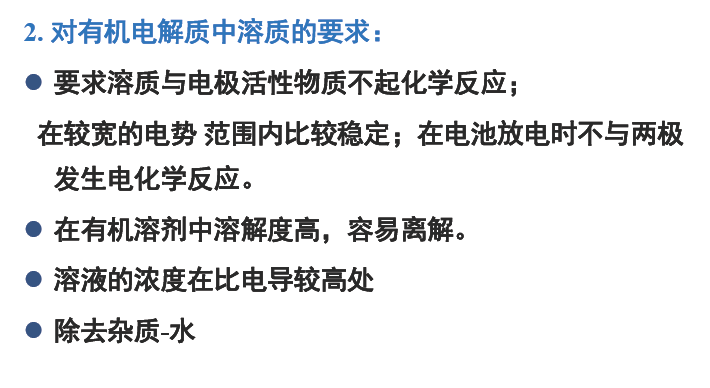 2. 对有机电解质中溶质的要求：
● 要求溶质与电极活性物质不起化学反应；
在较宽的电势 范围内比较稳定；在电池放电时不与两极
发生电化学反应。
● 在有机溶剂中溶解度高，容易离解。
● 溶液的浓度在比电导较高处
● 除去杂质-水